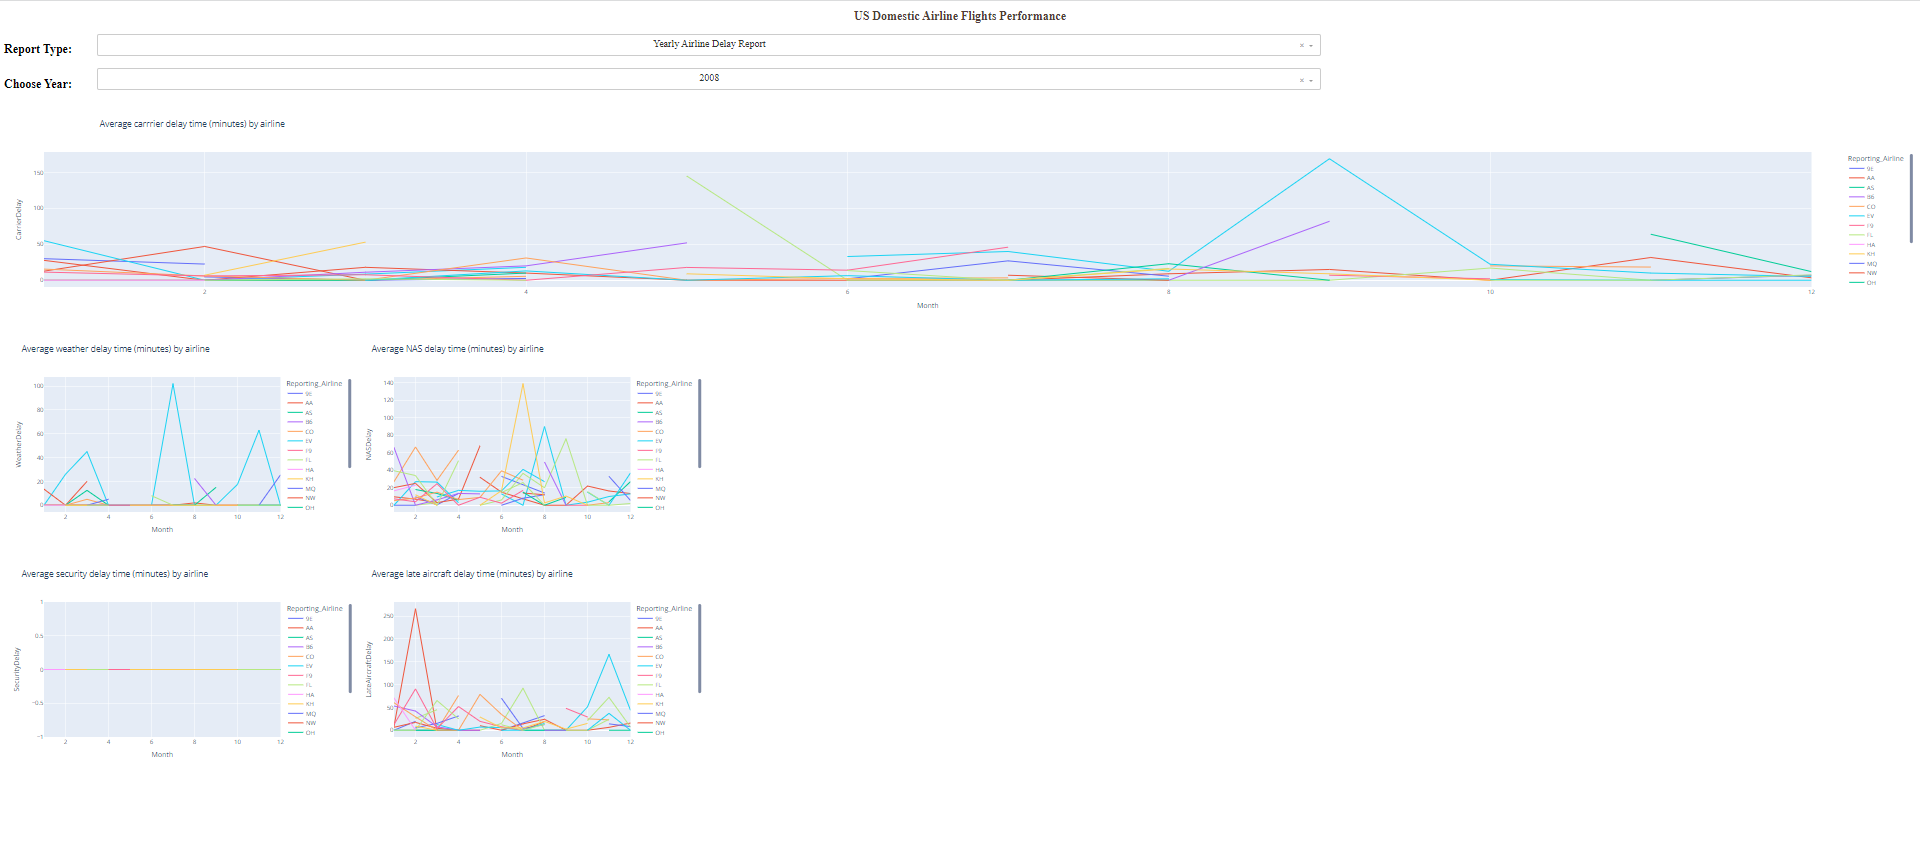 US Domestic Airline Flights Performance
Report Type:
Yearly Airline Delay Report
× 
Choose Year:
2008
× 
Average carrrier delay time (minutes) by airline
CarrierDelay
150
100
50
0
2 4 6 8 10 12
Month
Reporting_Airline
9E
AA
AS
B6
CO
EV
F9
FL
HA
KH
MQ
NW
OH
Average weather delay time (minutes) by airline
WeatherDelay
100
80
60
40
20
0
2 4 6 8 10 12
Month
Reporting_Airline
9E
AA
AS
B6
CO
EV
F9
FL
HA
KH
MQ
NW
OH
Average NAS delay time (minutes) by airline
NASDelay
140
120
100
80
60
40
20
0
2 4 6 8 10 12
Month
Reporting_Airline
9E
AA
AS
B6
CO
EV
F9
FL
HA
KH
MQ
NW
OH
Average security delay time (minutes) by airline
SecurityDelay
1
0.5
0
−0.5
−1
2 4 6 8 10 12
Month
Reporting_Airline
9E
AA
AS
B6
CO
EV
F9
FL
HA
KH
MQ
NW
OH
Average late aircraft delay time (minutes) by airline
LateAircraftDelay
250
200
150
100
50
0
2 4 6 8 10 12
Month
Reporting_Airline
9E
AA
AS
B6
CO
EV
F9
FL
HA
KH
MQ
NW
OH